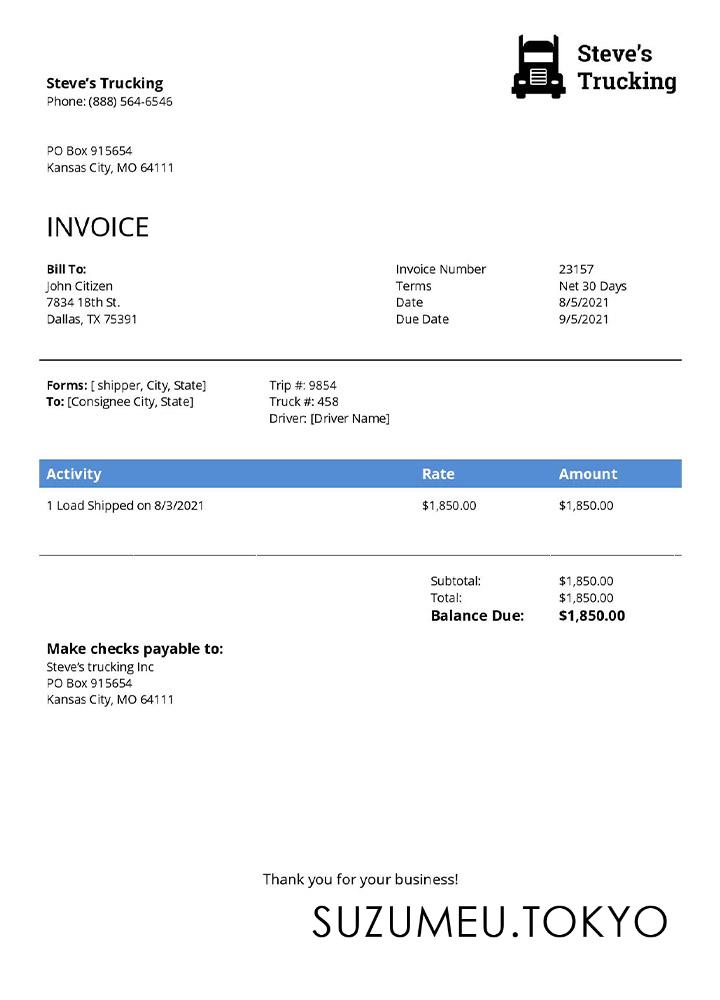 Steve's
Trucking
Steve's Trucking
Phone: (888) 564-6546
PO Box 915654
Kansas City, MO 64111
INVOICE
Bill To:
John Citizen
7834 18th St.
Dallas, TX 75391
Invoice Number 23157
Terms Net 30 Days
Date 8/5/2021
Due Date 9/5/2021
Forms: [ shipper, City, State]
To: [Consignee City, State]
Trip #: 9854
Truck #: 458
Driver: [Driver Name]
Activity Rate Amount
1 Load Shipped on 8/3/2021 $1,850.00 $1,850.00
Subtotal: $1,850.00
Total: $1,850.00
Balance Due: $1,850.00
Make checks payable to:
Steve's trucking Inc
PO Box 915654
Kansas City, MO 64111
Thank you for your business!
SUZUMEU.TOKYO